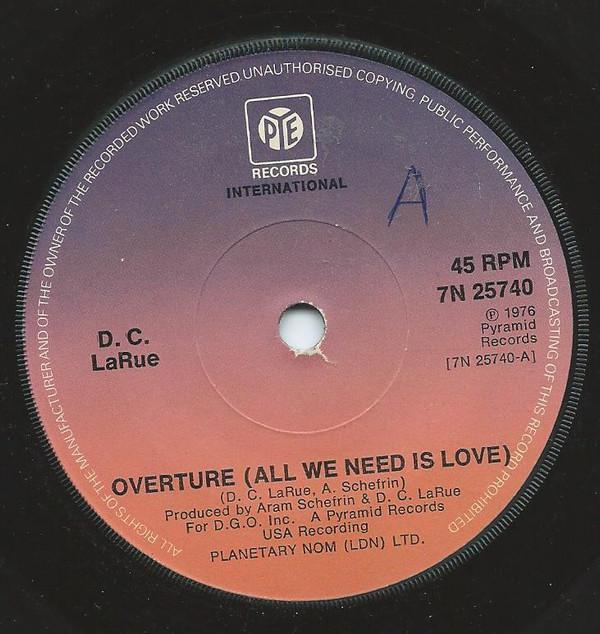 ALL RIGHTS OF THE MANUFACTURER AND OF THE OWNER OF THE RECORDED WORK RESERVED. UNAUTHORISED COPYING, PUBLIC PERFORMANCE AND BROADCASTING OF THIS RECORD PROHIBITED
PYE
RECORDS
INTERNATIONAL
A
45 RPM
7N 25740
℗ 1976
Pyramid
Records
[7N 25740-A]
D. C.
LaRue
OVERTURE (ALL WE NEED IS LOVE)
(D. C. LaRue, A. Schefrin)
Produced by Aram Schefrin & D. C. LaRue
For D.G.O. Inc. A Pyramid Records
USA Recording
PLANETARY NOM (LDN) LTD.